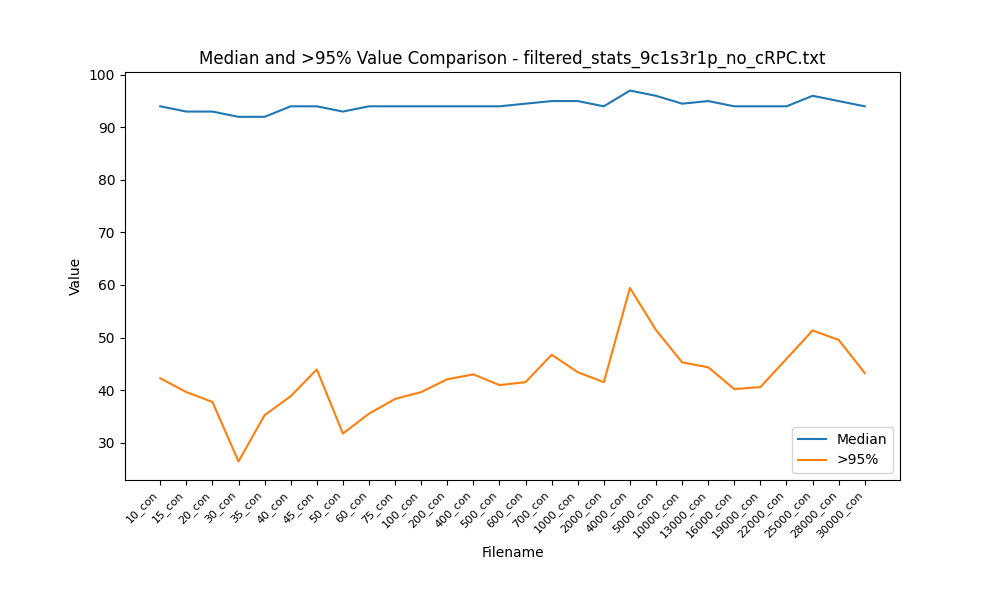 Median and >95% Value Comparison - filtered_stats_9c1s3r1p_no_cRPC.txt
100
90
80
70
60
50
40
30
Value
Median
>95%
10_con
15_con
20_con
30_con
35_con
40_con
45_con
50_con
60_con
75_con
100_con
200_con
400_con
500_con
600_con
700_con
1000_con
2000_con
4000_con
5000_con
10000_con
13000_con
16000_con
19000_con
22000_con
25000_con
28000_con
30000_con
Filename